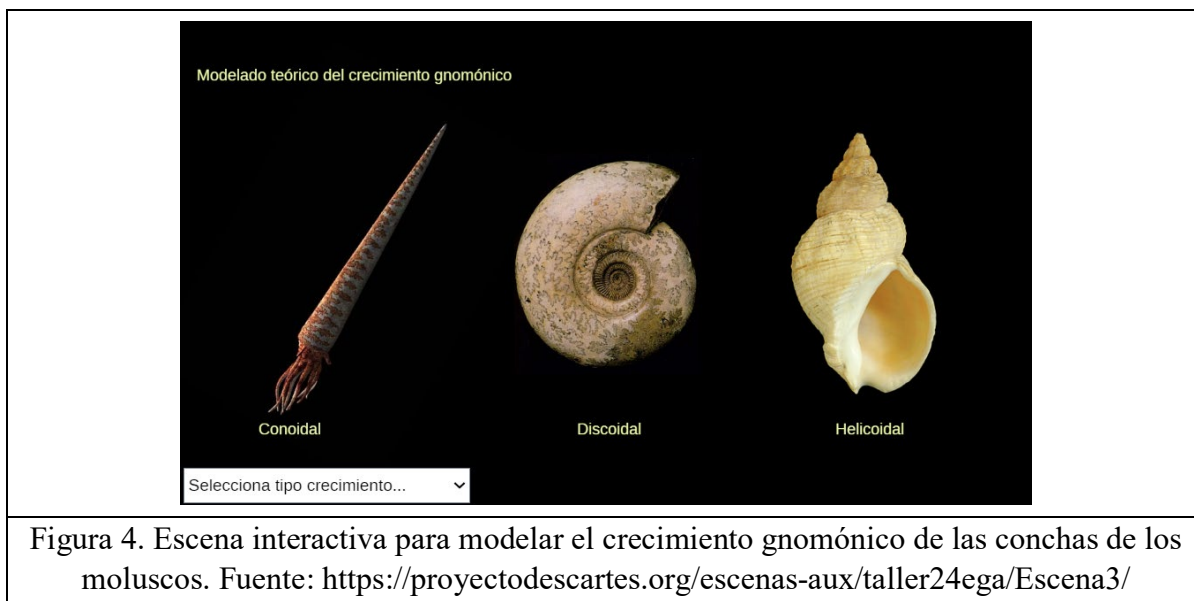 Modelado teórico del crecimiento gnomónico
Conoidal
Discoidal
Helicoidal
Selecciona tipo crecimiento...
Figura 4. Escena interactiva para modelar el crecimiento gnomónico de las conchas de los
moluscos. Fuente: https://proyectodescartes.org/escenas-aux/taller24ega/Escena3/